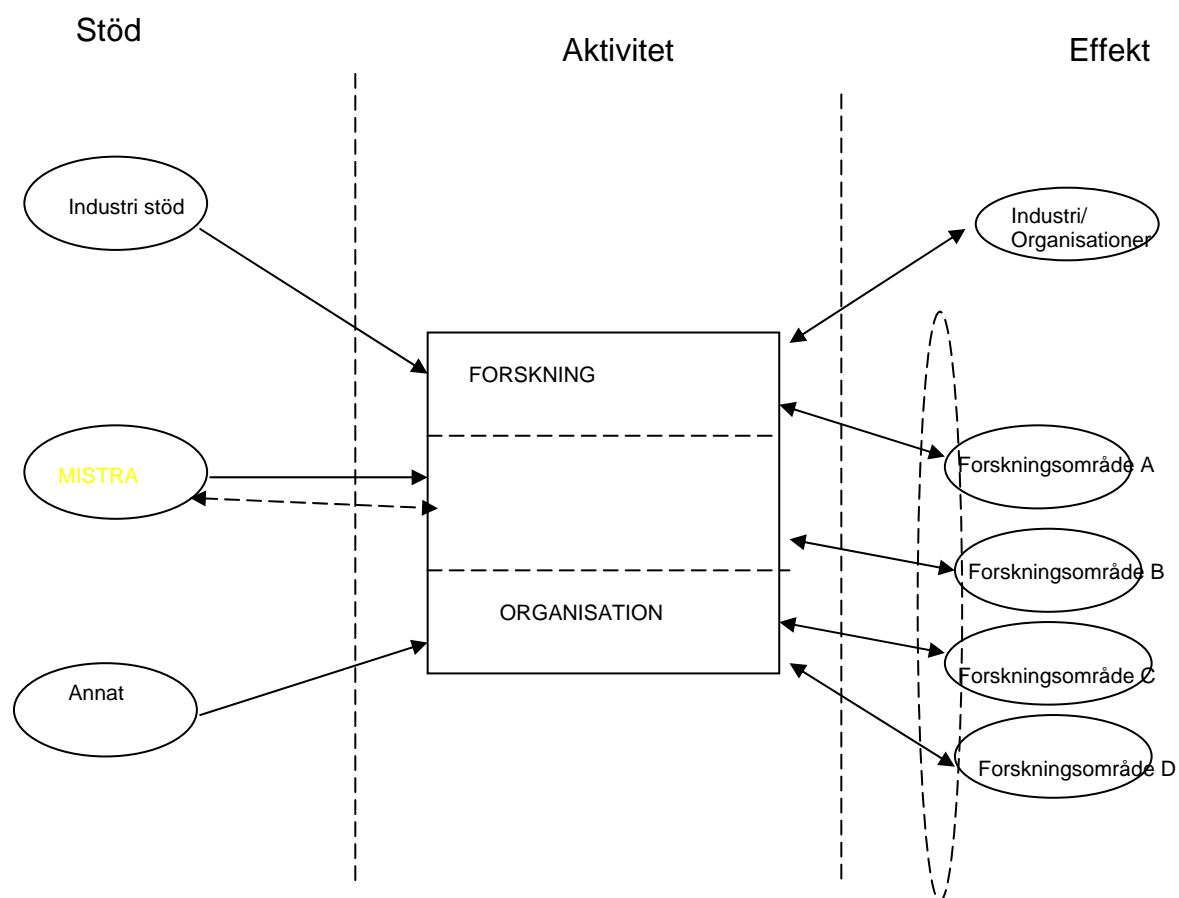 Stöd
Aktivitet
Effekt
Industri stöd
Industri/
Organisationer
FORSKNING
MISTRA
Forskningsområde A
Forskningsområde B
ORGANISATION
Forskningsområde C
Annat
Forskningsområde D